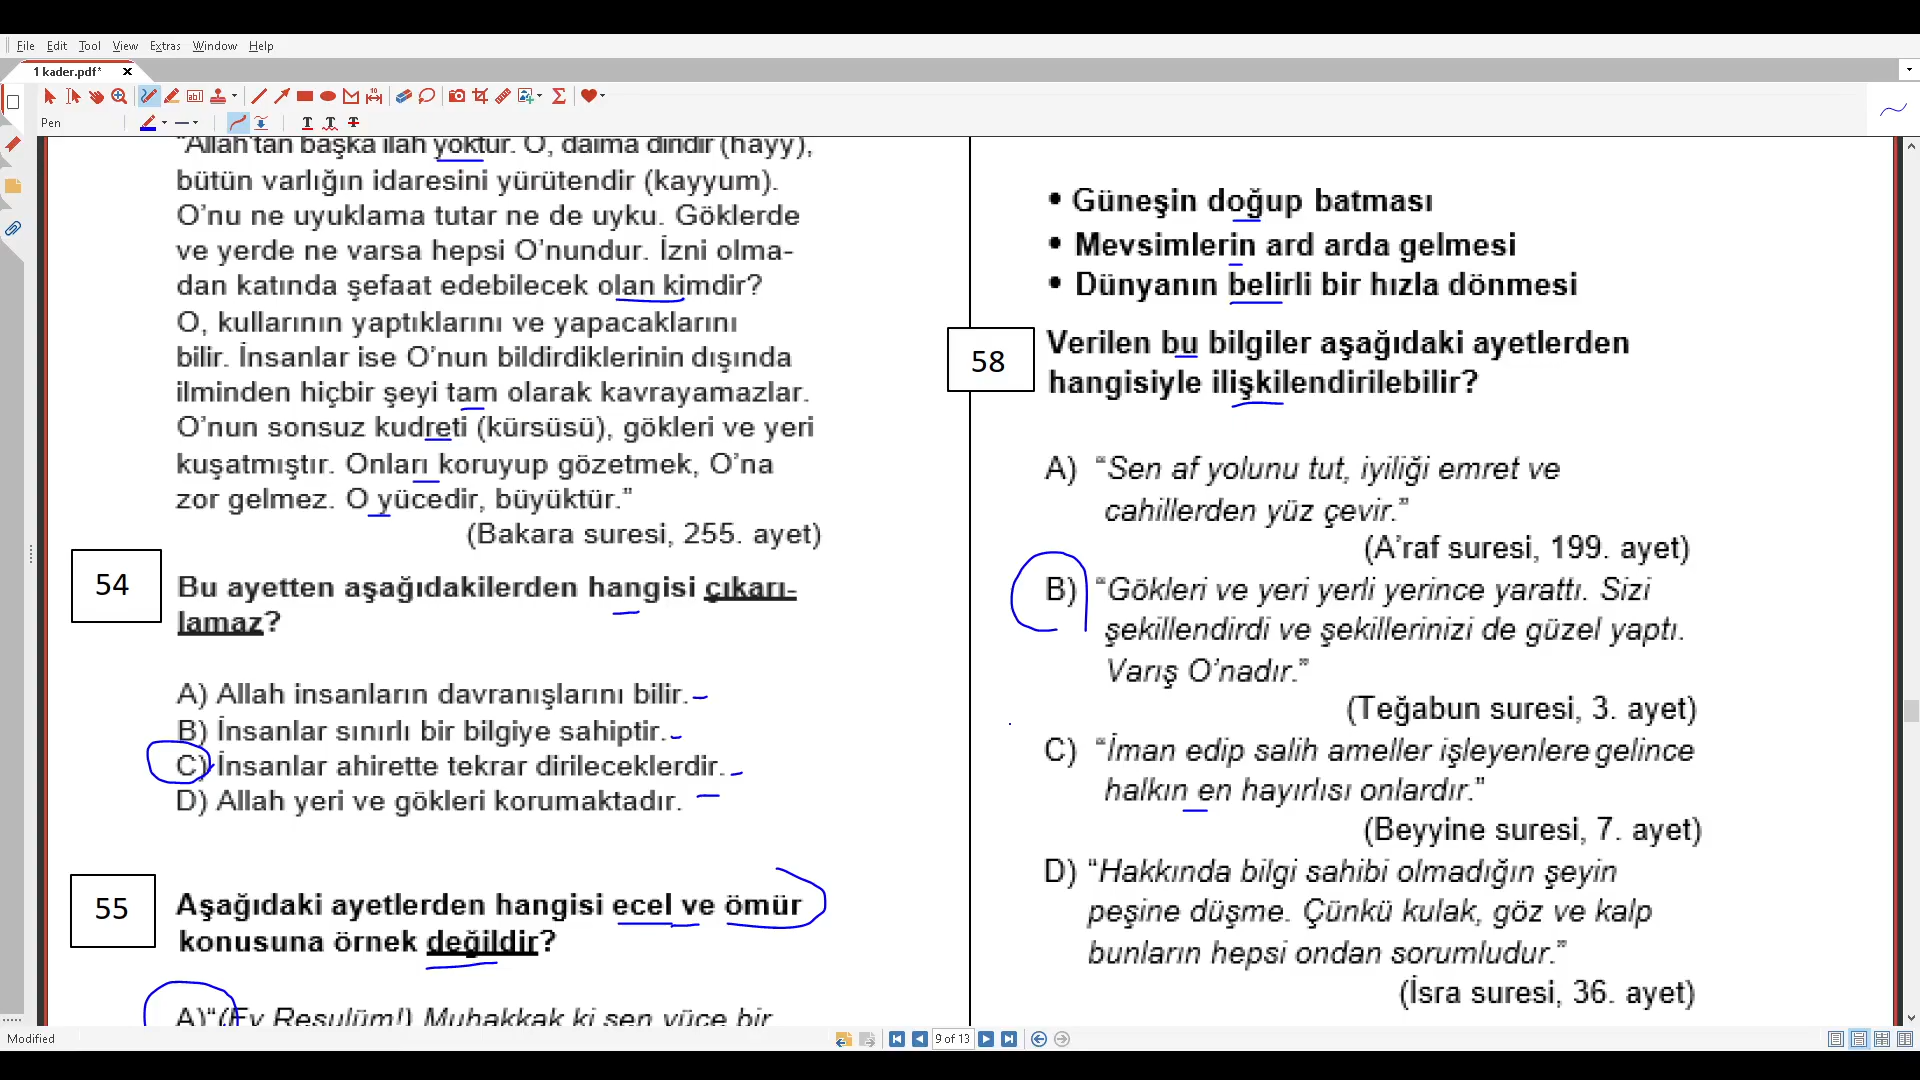 File Edit Tool View Extras Window Help
1 kader.pdf*
Pen
“Allah’tan başka ilah yoktur. O, daima diridir (hayy),
bütün varlığın idaresini yürütendir (kayyum).
O’nu ne uyuklama tutar ne de uyku. Göklerde
ve yerde ne varsa hepsi O’nundur. İzni olma-
dan katında şefaat edebilecek olan kimdir?
O, kullarının yaptıklarını ve yapacaklarını
bilir. İnsanlar ise O’nun bildirdiklerinin dışında
ilminden hiçbir şeyi tam olarak kavrayamazlar.
O’nun sonsuz kudreti (kürsüsü), gökleri ve yeri
kuşatmıştır. Onları koruyup gözetmek, O’na
zor gelmez. O yücedir, büyüktür.”
(Bakara suresi, 255. ayet)
54
Bu ayetten aşağıdakilerden hangisi çıkarı-
lamaz?
A) Allah insanların davranışlarını bilir.
B) İnsanlar sınırlı bir bilgiye sahiptir.
C) İnsanlar ahirette tekrar dirileceklerdir.
D) Allah yeri ve gökleri korumaktadır.
55
Aşağıdaki ayetlerden hangisi ecel ve ömür
konusuna örnek değildir?
A)“(Ey Resulüm!) Muhakkak ki sen yüce bir
• Güneşin doğup batması
• Mevsimlerin ard arda gelmesi
• Dünyanın belirli bir hızla dönmesi
58
Verilen bu bilgiler aşağıdaki ayetlerden
hangisiyle ilişkilendirilebilir?
A) “Sen af yolunu tut, iyiliği emret ve
cahillerden yüz çevir.”
(A’raf suresi, 199. ayet)
B) “Gökleri ve yeri yerli yerince yarattı. Sizi
şekillendirdi ve şekillerinizi de güzel yaptı.
Varış O’nadır.”
(Teğabun suresi, 3. ayet)
C) “İman edip salih ameller işleyenlere gelince
halkın en hayırlısı onlardır.”
(Beyyine suresi, 7. ayet)
D) “Hakkında bilgi sahibi olmadığın şeyin
peşine düşme. Çünkü kulak, göz ve kalp
bunların hepsi ondan sorumludur.”
(İsra suresi, 36. ayet)
Modified
9 of 13